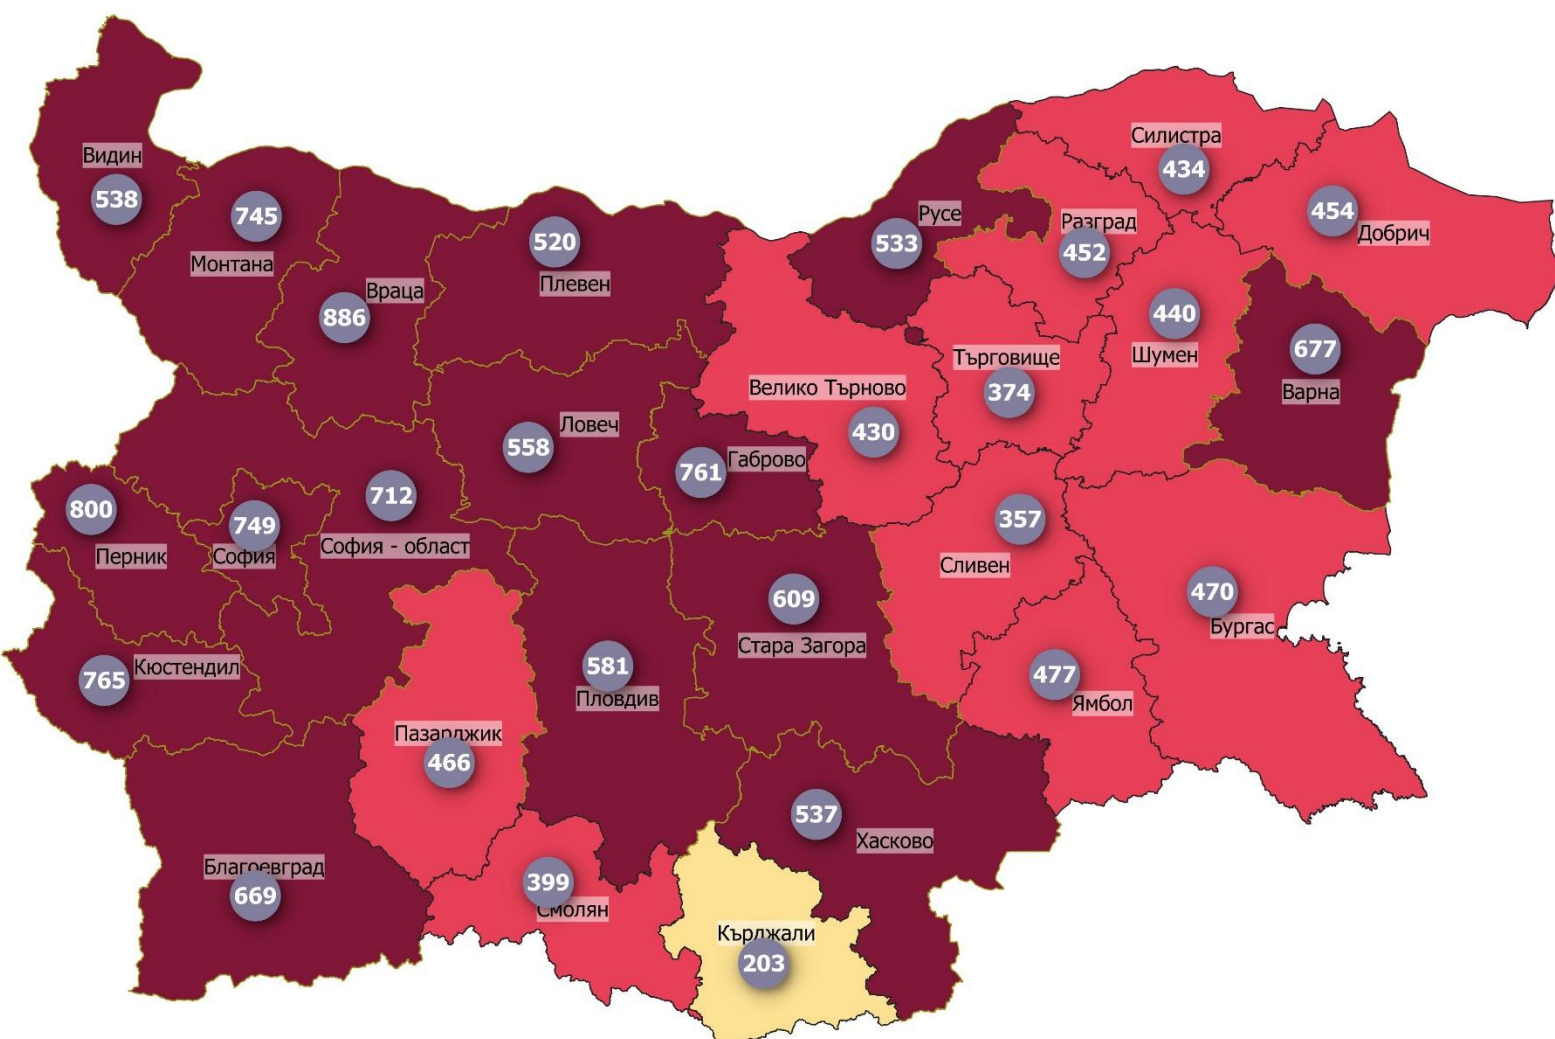 Видин
538
745
Монтана
Враца
886
520
Плевен
Русе
533
Силистра
434
Разград
452
454
Добрич
440
Шумен
677
Варна
Търговище
374
Велико Търново
430
Ловеч
558
Габрово
761
712
София - област
749
София
800
Перник
Кюстендил
765
357
Сливен
470
Бургас
477
Ямбол
609
Стара Загора
581
Пловдив
Пазарджик
466
537
Хасково
Благоевград
669
399
Смолян
Кърджали
203